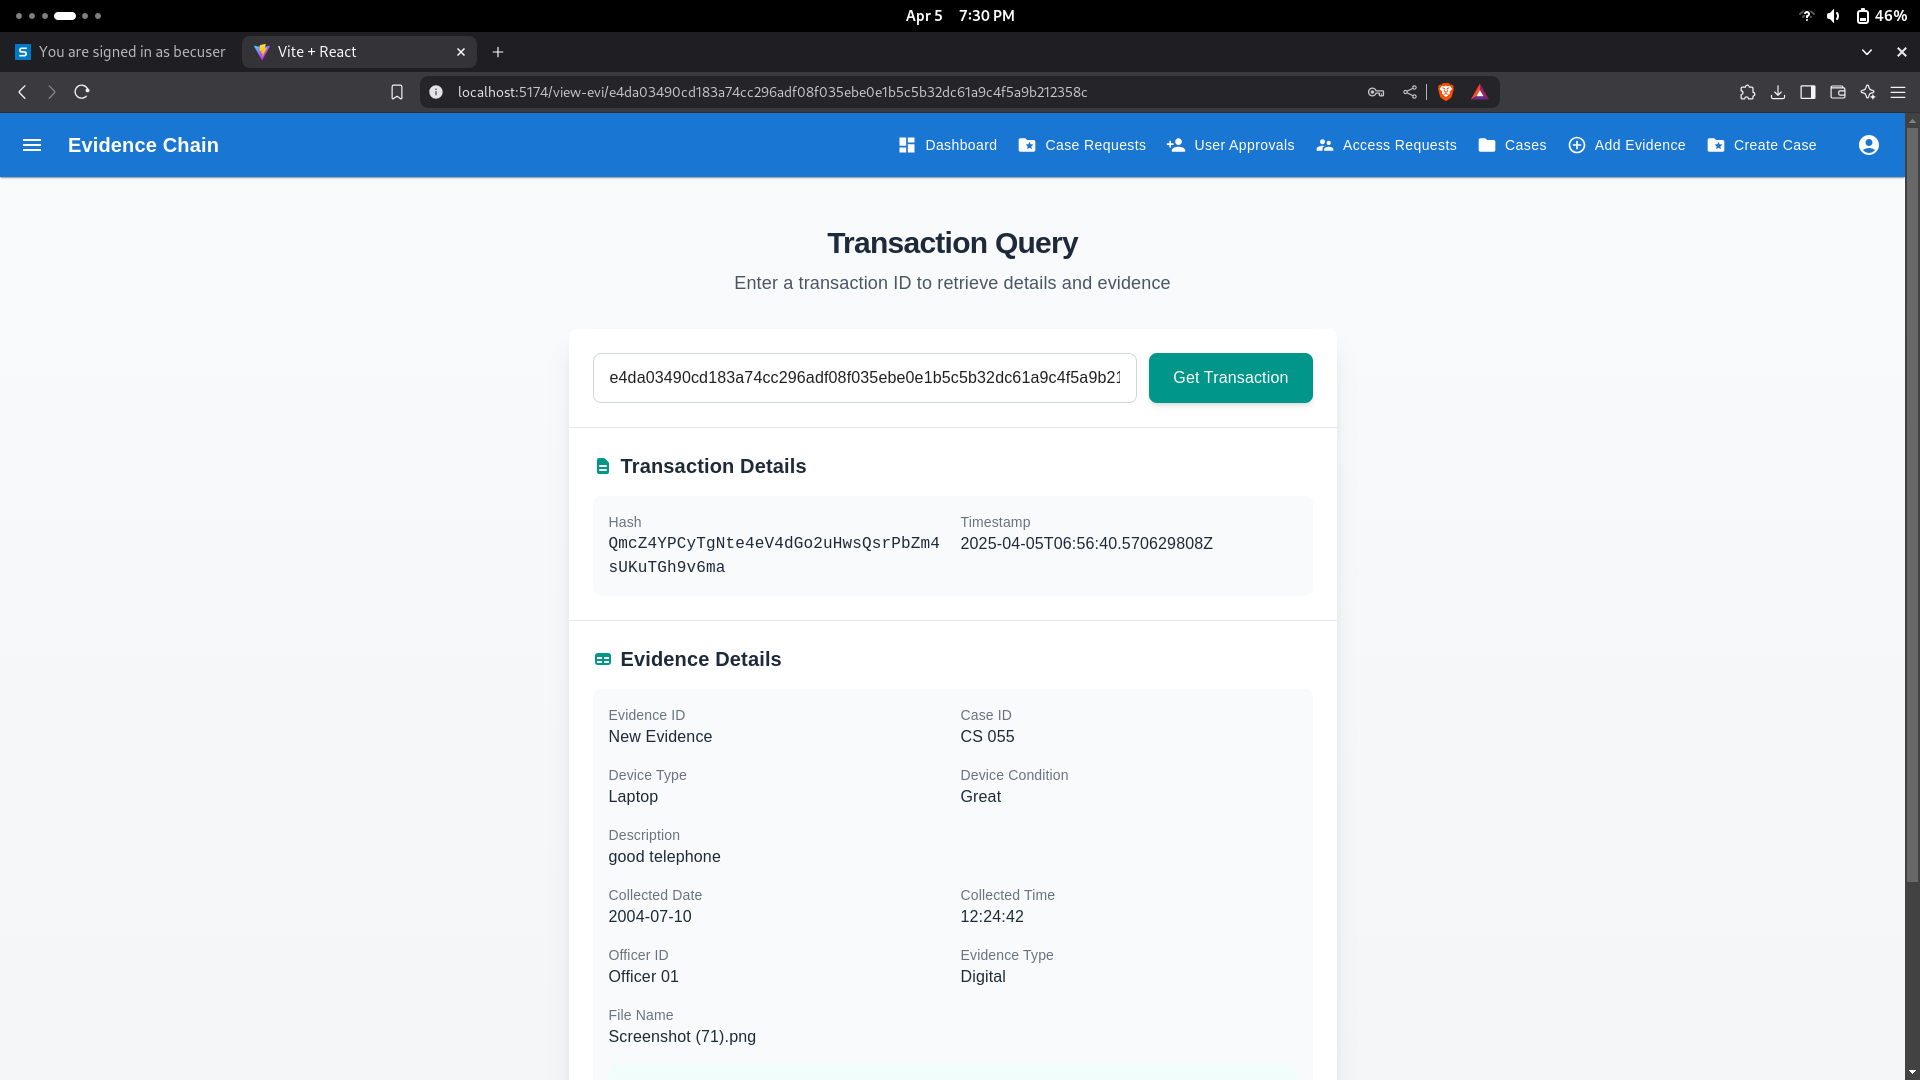 Apr 5 7:30 PM
46%
You are signed in as becuser
Vite + React
localhost:5174/view-evi/e4da03490cd183a74cc296adf08f035ebe0e1b5c5b32dc61a9c4f5a9b212358c
Evidence Chain
Dashboard
Case Requests
User Approvals
Access Requests
Cases
Add Evidence
Create Case
Transaction Query
Enter a transaction ID to retrieve details and evidence
e4da03490cd183a74cc296adf08f035ebe0e1b5c5b32dc61a9c4f5a9b21
Get Transaction
Transaction Details
Hash
QmcZ4YPCyTgNte4eV4dGo2uHwsQsrPbZm4
sUKuTGh9v6ma
Timestamp
2025-04-05T06:56:40.570629808Z
Evidence Details
Evidence ID
New Evidence
Case ID
CS 055
Device Type
Laptop
Device Condition
Great
Description
good telephone
Collected Date
2004-07-10
Collected Time
12:24:42
Officer ID
Officer 01
Evidence Type
Digital
File Name
Screenshot (71).png